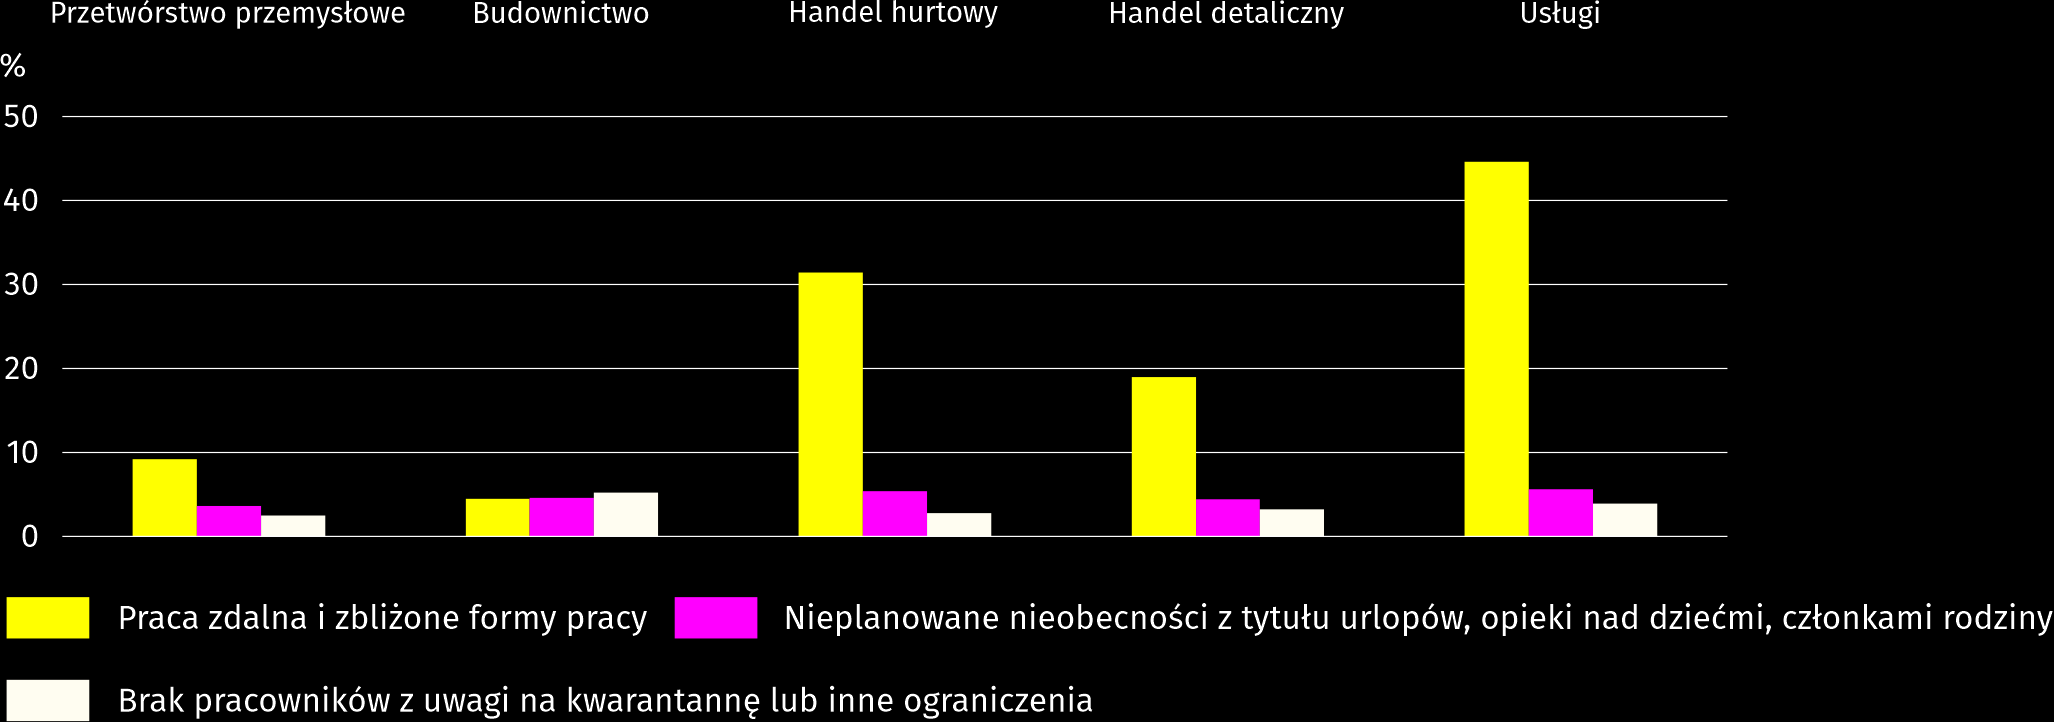 Przetwórstwo przemysłowe Budownictwo Handel hurtowy Handel detaliczny Usługi
%
50
40
30
20
10
0
Praca zdalna i zbliżone formy pracy Nieplanowane nieobecności z tytułu urlopów, opieki nad dziećmi, członkami rodziny
Brak pracowników z uwagi na kwarantannę lub inne ograniczenia